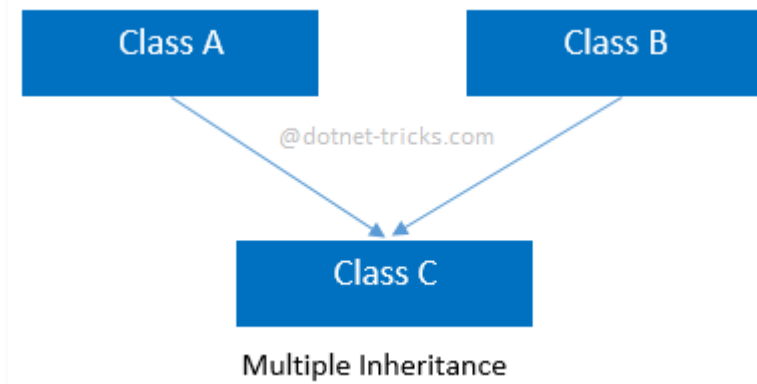 Class A
Class B
@dotnet-tricks.com
Class C
Multiple Inheritance